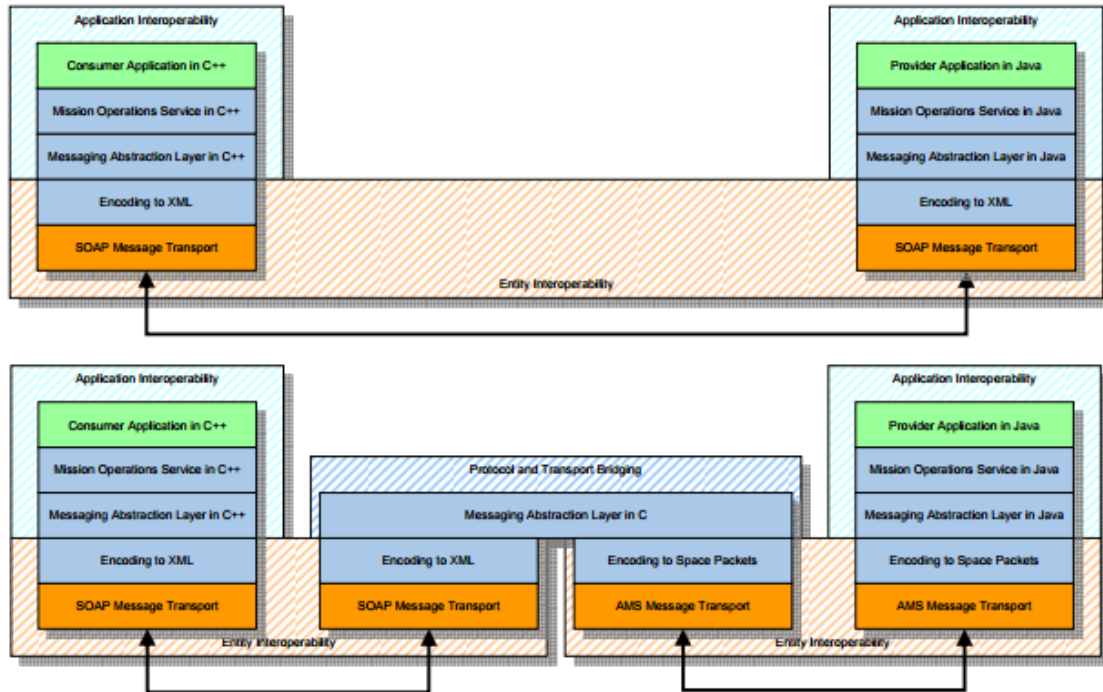 Application Interoperability
Application Interoperability
Consumer Application in C++
Provider Application in Java
Mission Operations Service in C++
Mission Operations Service in Java
Messaging Abstraction Layer in C++
Messaging Abstraction Layer in Java
Encoding to XML
Encoding to XML
SOAP Message Transport
SOAP Message Transport
Entity Interoperability
Application Interoperability
Application Interoperability
Consumer Application in C++
Provider Application in Java
Mission Operations Service in C++
Protocol and Transport Bridging
Mission Operations Service in Java
Messaging Abstraction Layer in C++
Messaging Abstraction Layer in C
Messaging Abstraction Layer in Java
Encoding to XML
Encoding to XML
Encoding to Space Packets
Encoding to Space Packets
SOAP Message Transport
SOAP Message Transport
AMS Message Transport
AMS Message Transport
Entity Interoperability
Entity Interoperability